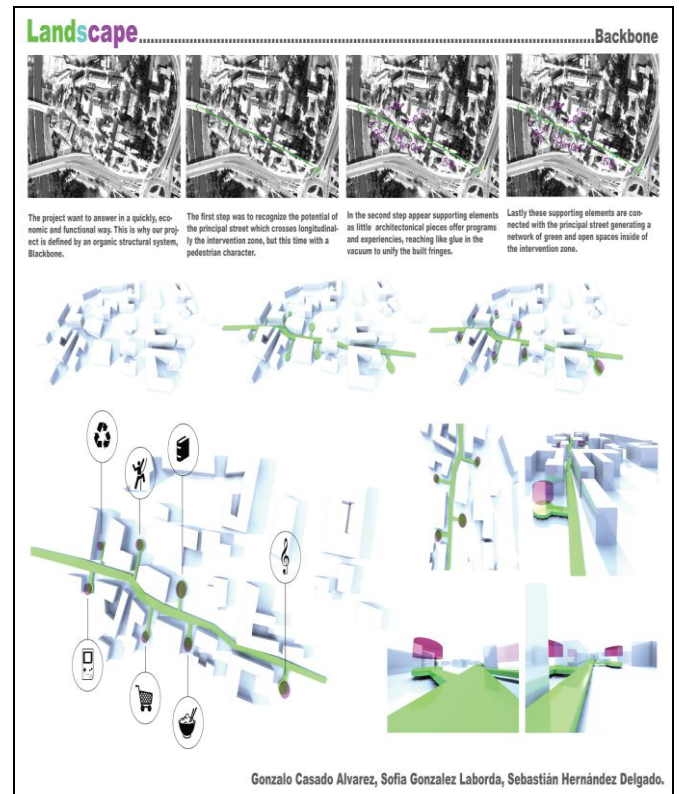 Landscape Backbone
The project want to answer in a quickly, eco-
nomic and functional way. This is why our proj-
ect is defined by an organic structural system,
Blackbone.
The first step was to recognize the potential of
the principal street which crosses longitudinal-
ly the intervention zone, but this time with a
pedestrian character.
In the second step appear supporting elements
as little architectonical pieces offer programs
and experiencies, reaching like glue in the
vacuum to unify the built fringes.
Lastly these supporting elements are con-
nected with the principal street generating a
network of green and open spaces inside of
the intervention zone.
Gonzalo Casado Alvarez, Sofia Gonzalez Laborda, Sebastián Hernández Delgado.